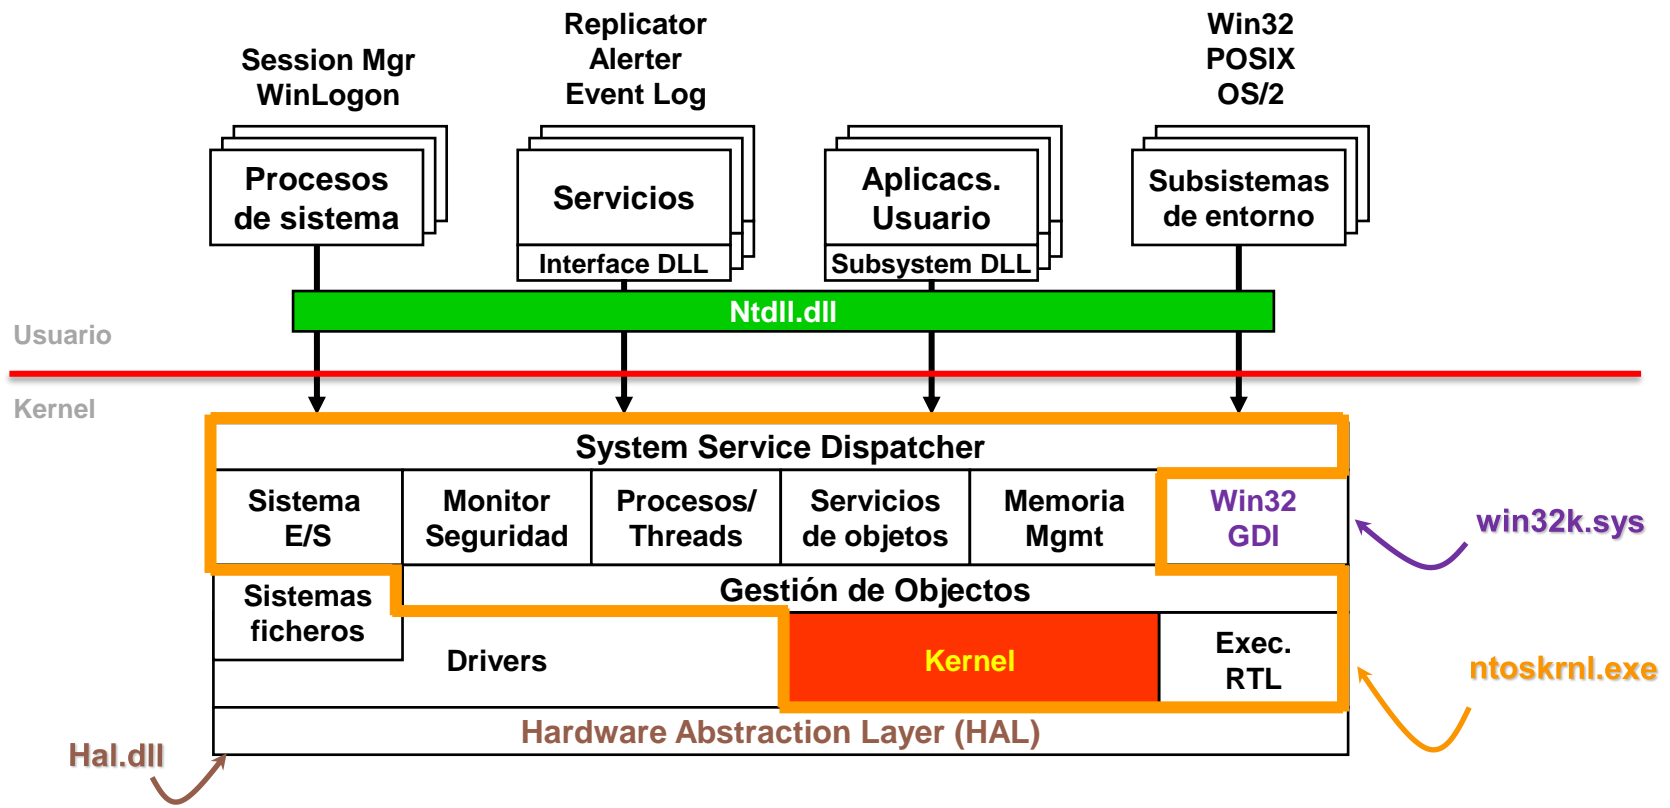 Session Mgr
WinLogon
Replicator
Alerter
Event Log
Win32
POSIX
OS/2
Procesos
de sistema
Servicios
Interface DLL
Aplicacs.
Usuario
Subsystem DLL
Subsistemas
de entorno
Ntdll.dll
Usuario
Kernel
System Service Dispatcher
Sistema
E/S
Monitor
Seguridad
Procesos/
Threads
Servicios
de objetos
Memoria
Mgmt
Win32
GDI
win32k.sys
Sistemas
ficheros
Gestión de Objectos
Drivers
Kernel
Exec.
RTL
ntoskrnl.exe
Hardware Abstraction Layer (HAL)
Hal.dll